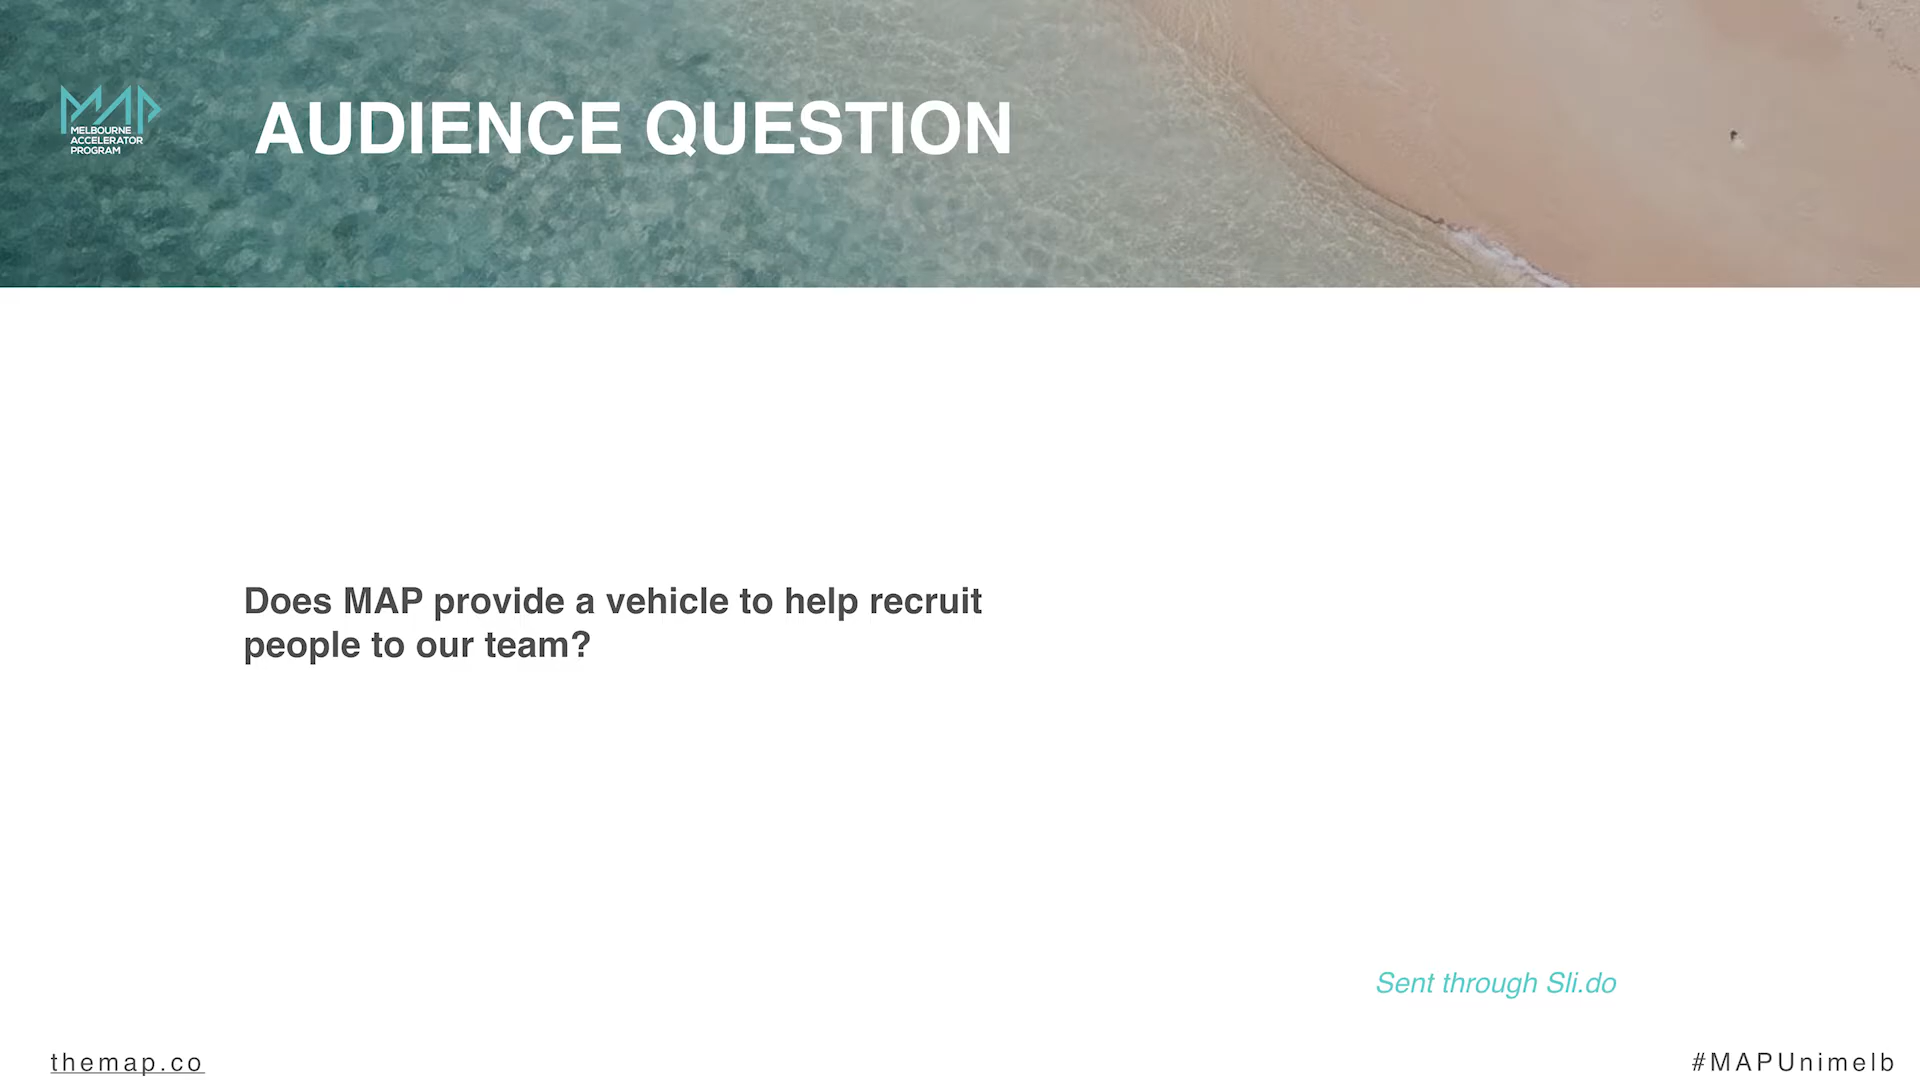 MAP
MELBOURNE
ACCELERATOR
PROGRAM
AUDIENCE QUESTION
Does MAP provide a vehicle to help recruit
people to our team?
Sent through Sli.do
themap.co
#MAPUnimelb